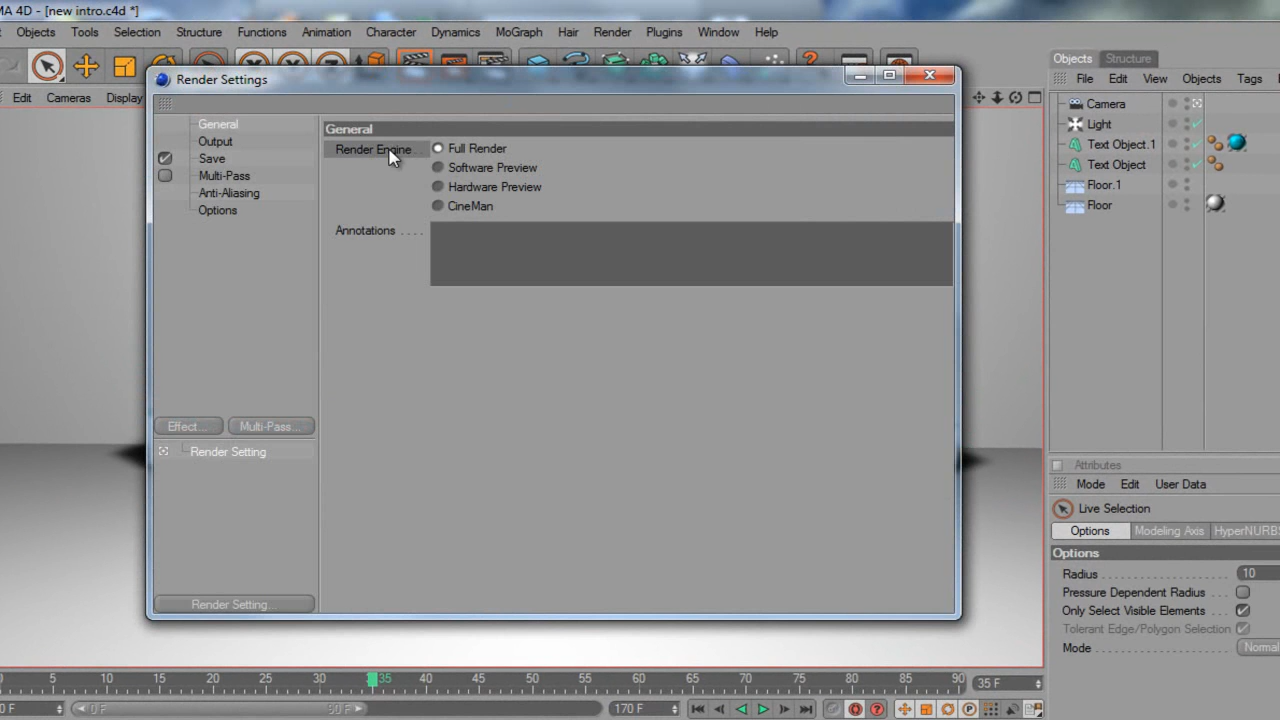 MA 4D - [new intro.c4d *]
Objects Tools Selection Structure Functions Animation Character Dynamics MoGraph Hair Render Plugins Window Help
Render Settings
Edit Cameras Display
General
Output
Save
Multi-Pass
Anti-Aliasing
Options
Effect...
Multi-Pass...
Render Setting
Render Setting...
General
Render Engine . Full Render
Software Preview
Hardware Preview
CineMan
Annotations . . . .
Objects Structure
File Edit View Objects Tags
Camera
Light
Text Object.1
Text Object
Floor.1
Floor
Attributes
Mode Edit User Data
Live Selection
Options Modeling Axis HyperNURBS
Options
Radius 10
Pressure Dependent Radius
Only Select Visible Elements
Tolerant Edge/Polygon Selection
Mode Normal
5 10 15 20 25 30 35 40 45 50 55 60 65 70 75 80 85 90 35 F
0 F 0 F 90 F 170 F